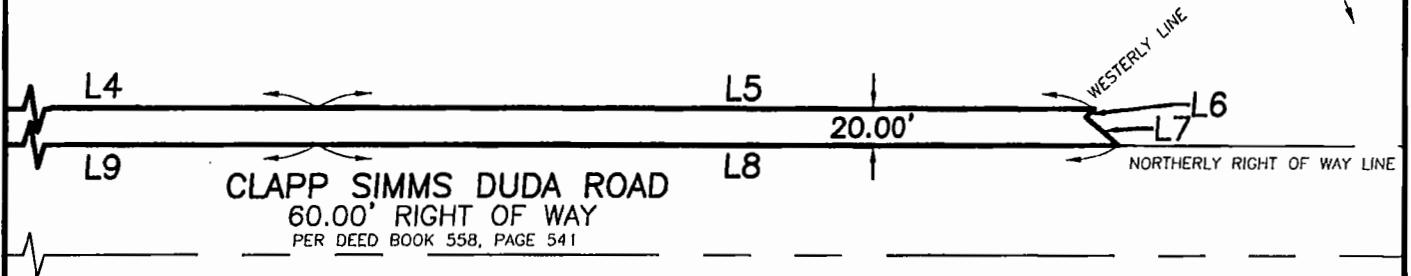 WESTERLY LINE
L4
L5
L6
20.00'
L7
L9
L8
NORTHERLY RIGHT OF WAY LINE
CLAPP SIMMS DUDA ROAD
60.00' RIGHT OF WAY
PER DEED BOOK 558, PAGE 541